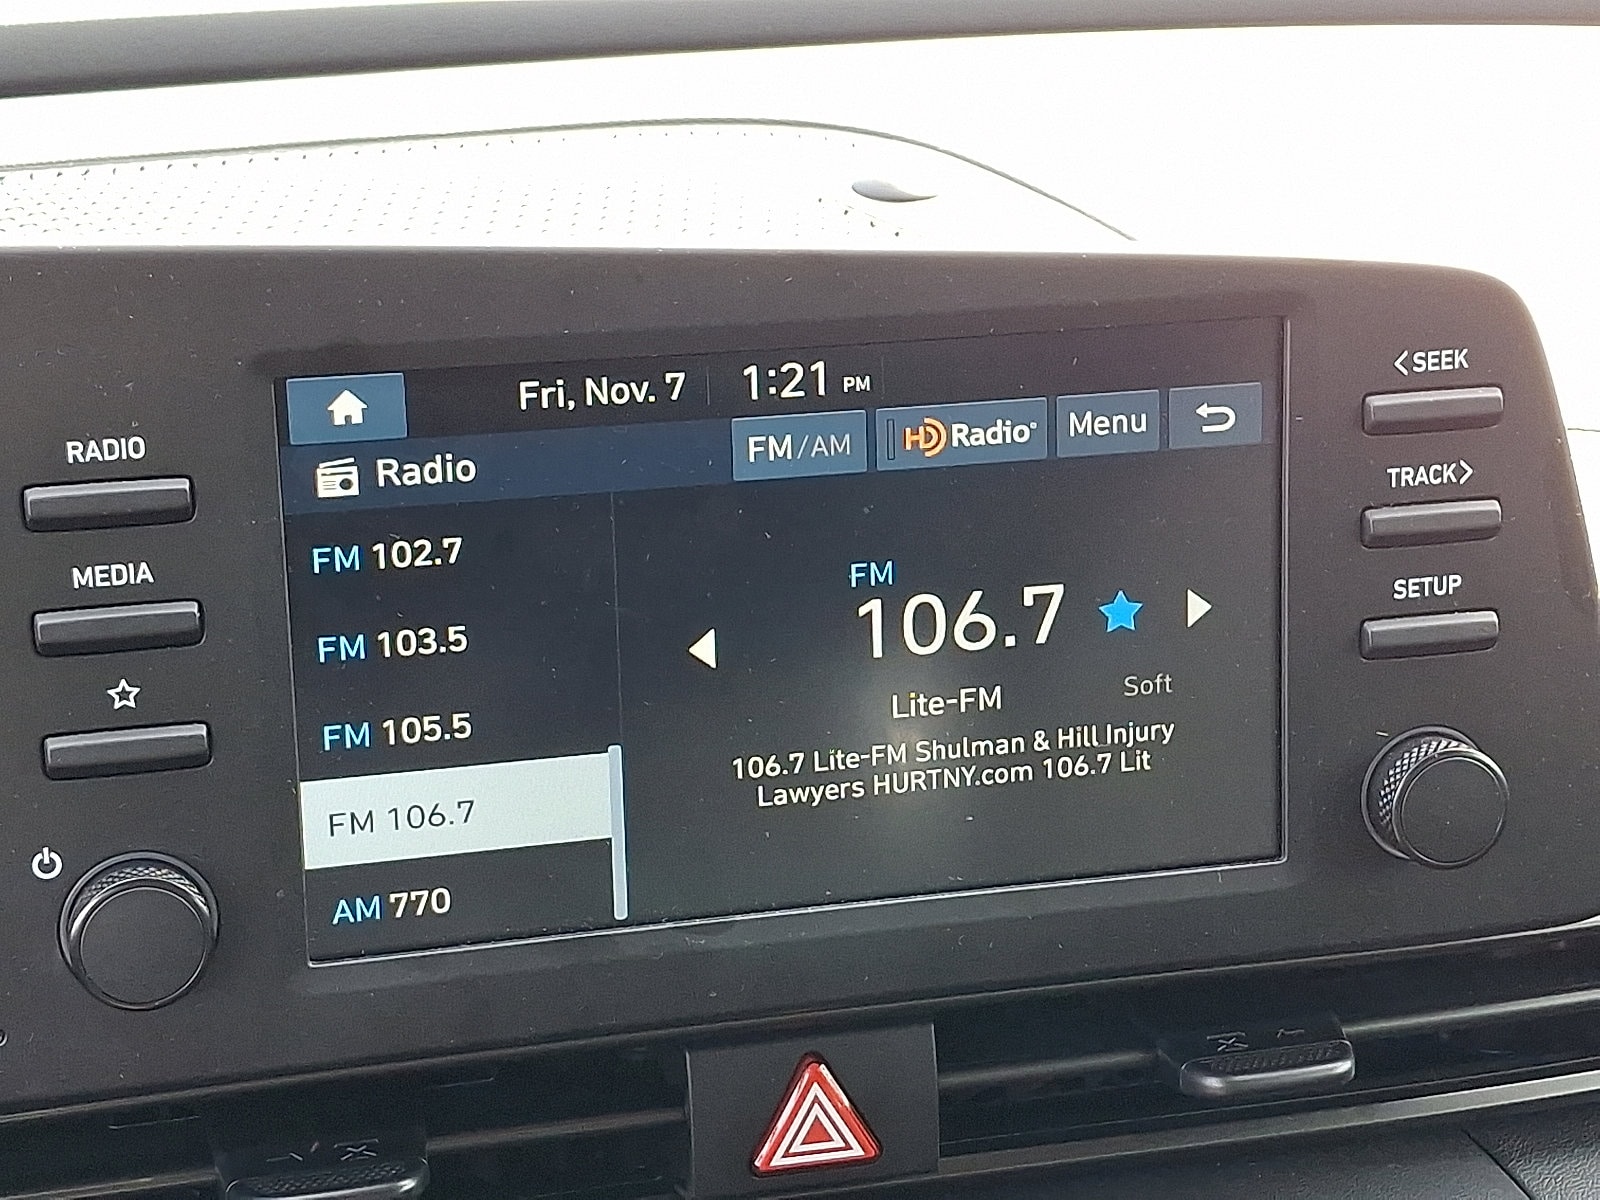 Fri, Nov. 7 1:21 PM
Radio FM/AM HD Radio Menu
FM 102.7
FM 103.5
FM 105.5
FM 106.7
AM 770
FM
106.7
Lite-FM Soft
106.7 Lite-FM Shulman & Hill Injury
Lawyers HURTNY.com 106.7 Lit
RADIO
MEDIA
<SEEK
TRACK>
SETUP